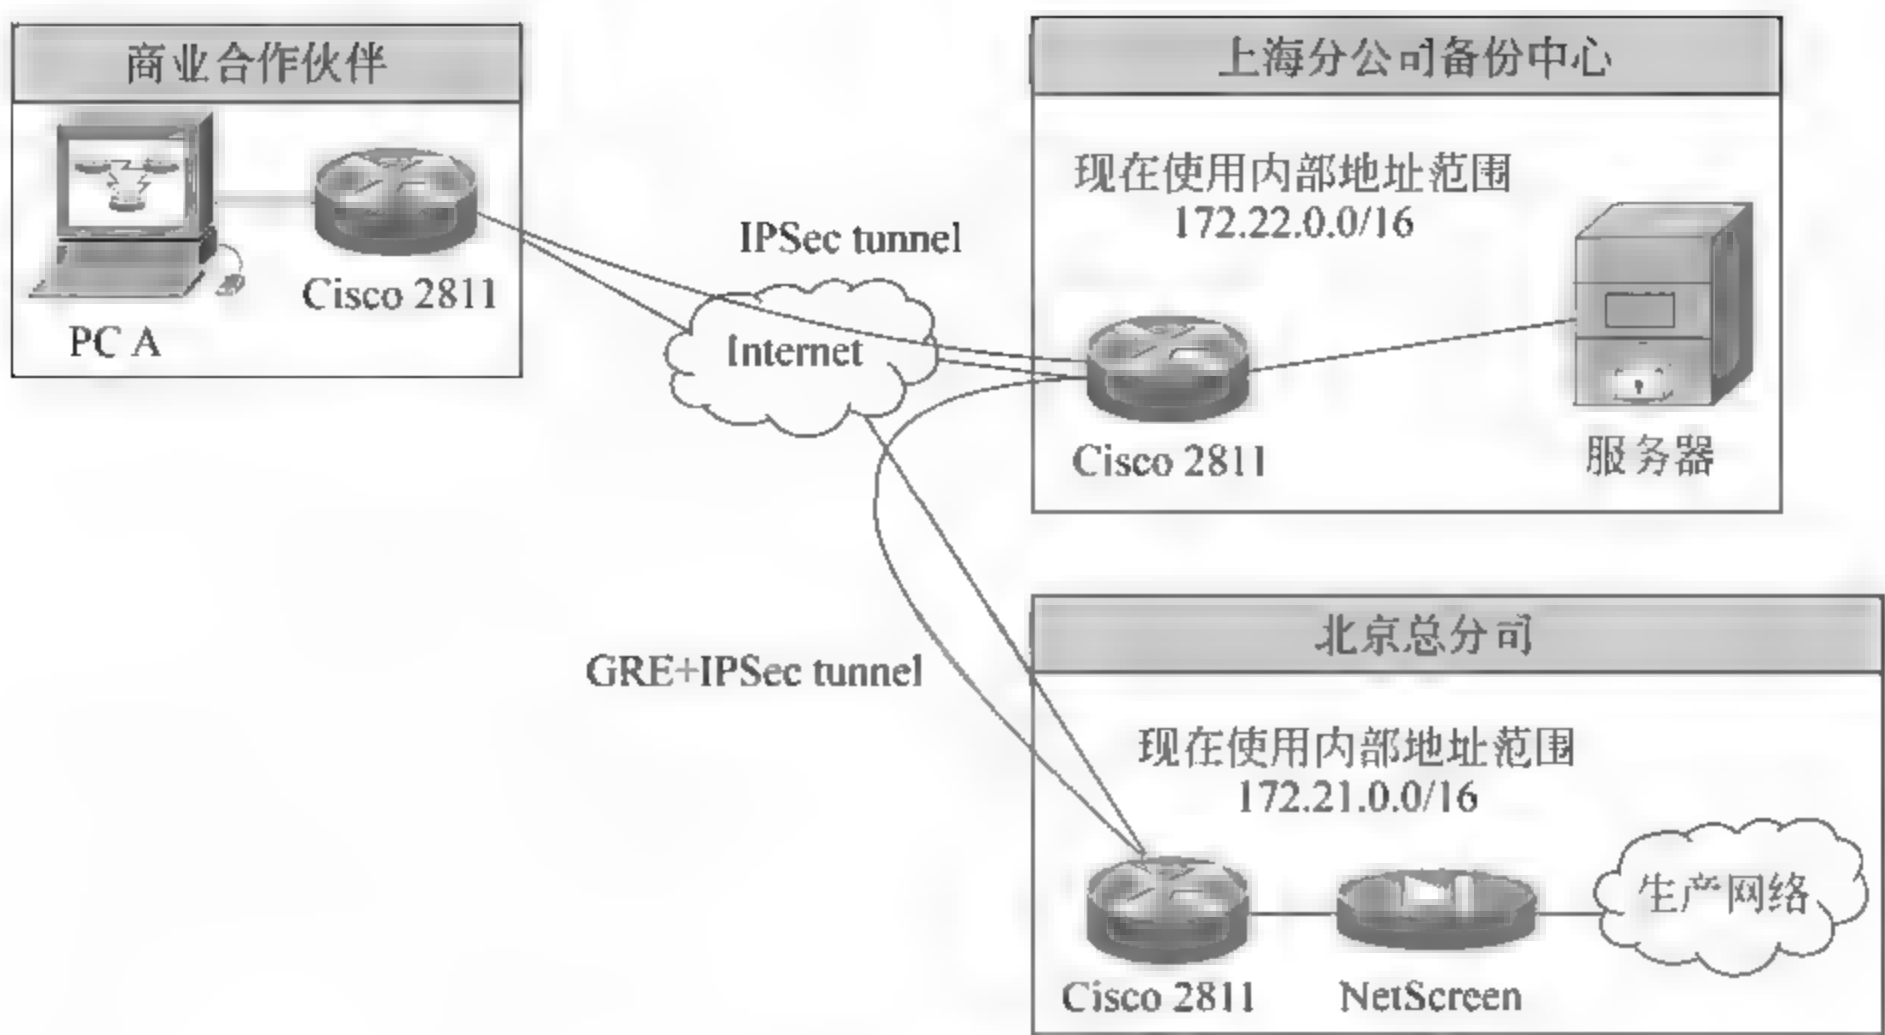 商业合作伙伴
PC A
Cisco 2811
IPSec tunnel
Internet
上海分公司备份中心
现在使用内部地址范围
172.22.0.0/16
Cisco 2811
服务器
GRE+IPSec tunnel
北京总分司
现在使用内部地址范围
172.21.0.0/16
Cisco 2811
NetScreen
生产网络